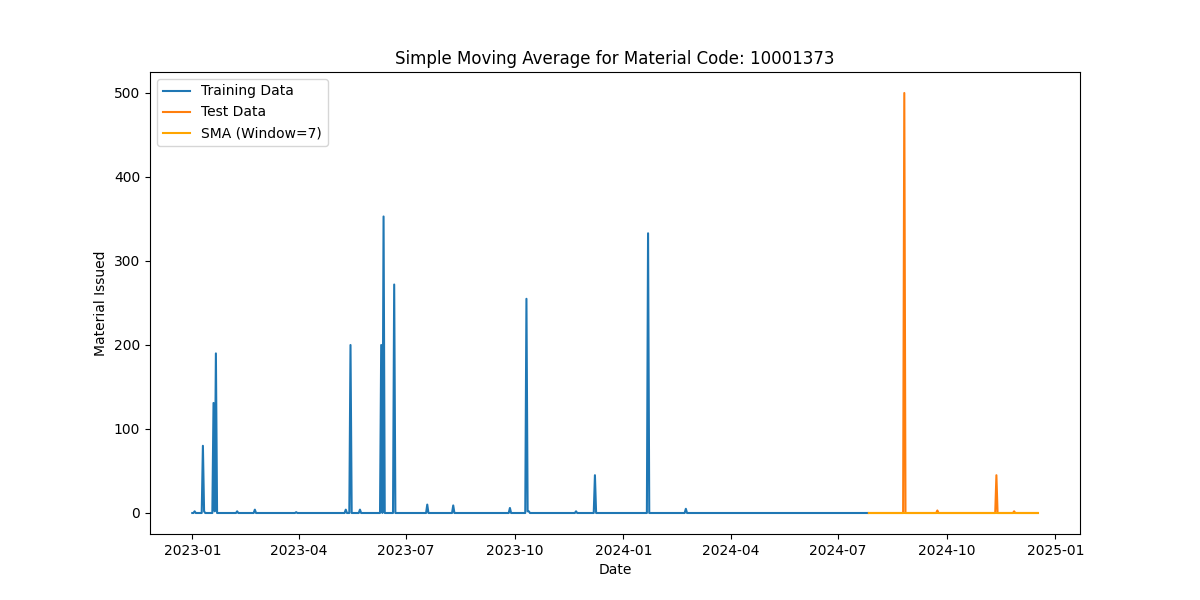 Simple Moving Average for Material Code: 10001373
Training Data
Test Data
SMA (Window=7)
Material Issued
500
400
300
200
100
0
2023-01 2023-04 2023-07 2023-10 2024-01 2024-04 2024-07 2024-10 2025-01
Date